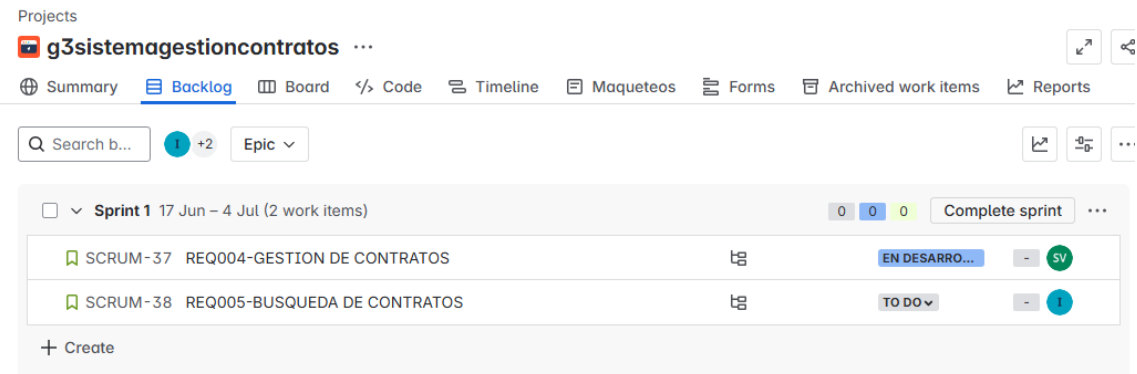 Projects
g3sistemagestioncontratos
Summary Backlog Board Code Timeline Maqueteos Forms Archived work items Reports
Search b... I +2 Epic
Sprint 1 17 Jun – 4 Jul (2 work items) 0 0 0 Complete sprint
SCRUM-37 REQ004-GESTION DE CONTRATOS EN DESARRO... - SV
SCRUM-38 REQ005-BUSQUEDA DE CONTRATOS TO DO - I
+ Create